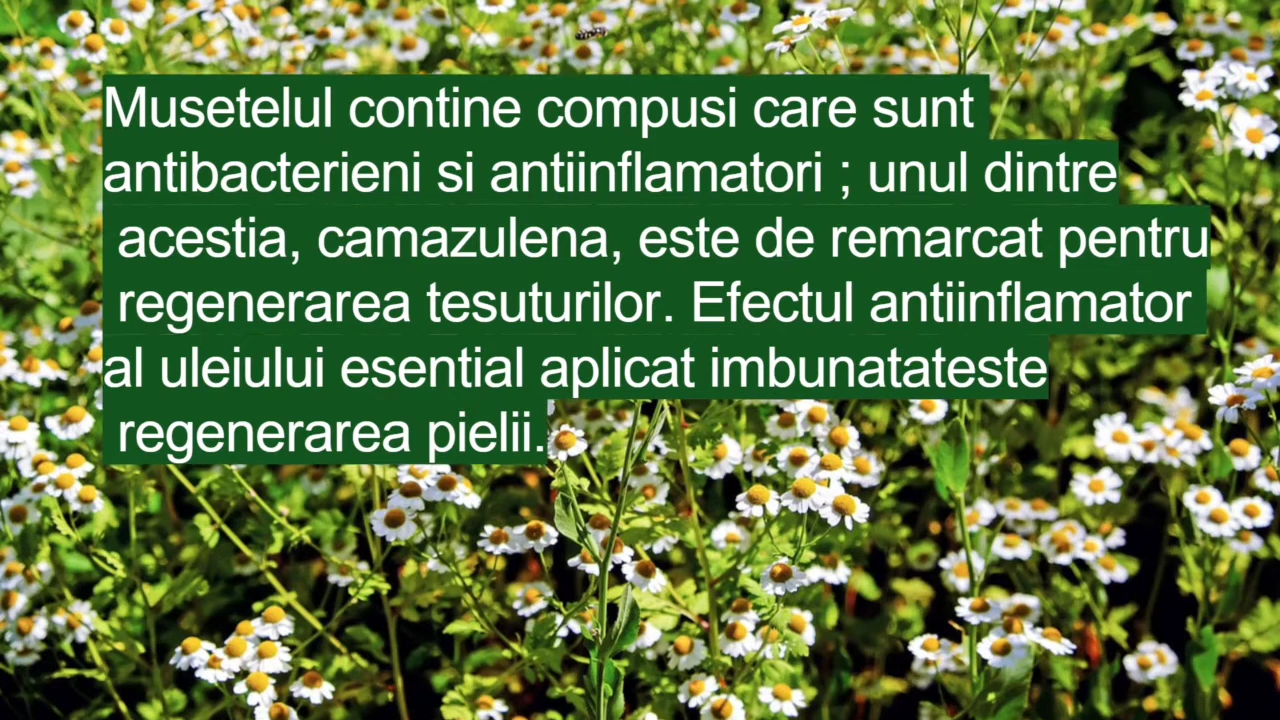 Musetelul contine compusi care sunt
antibacterieni si antiinflamatori ; unul dintre
acestia, camazulena, este de remarcat pentru
regenerarea tesuturilor. Efectul antiinflamator
al uleiului esential aplicat imbunatateste
regenerarea pielii.